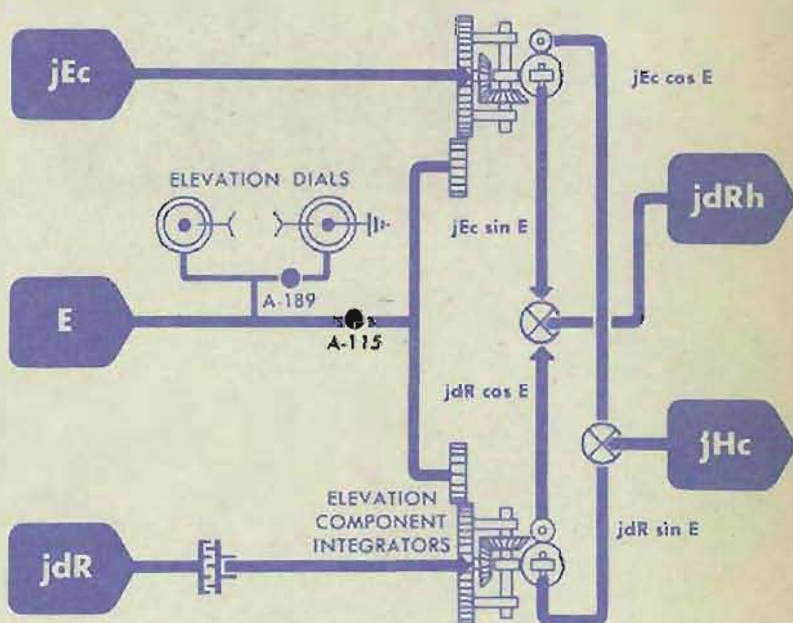 jEc
jEc cos E
ELEVATION DIALS
jdRh
jEc sin E
A-189
E
A-115
jdR cos E
jHc
ELEVATION
COMPONENT
INTEGRATORS
jdR sin E
jdR